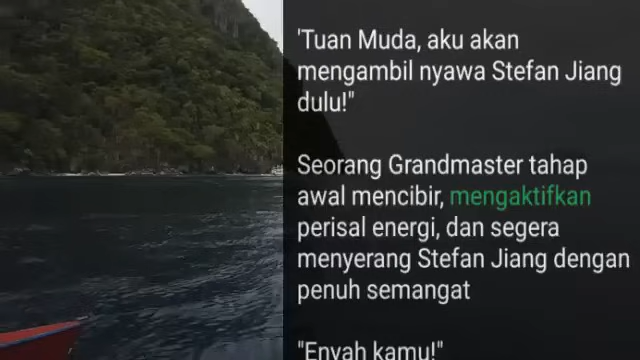 'Tuan Muda, aku akan
mengambil nyawa Stefan Jiang
dulu!"
Seorang Grandmaster tahap
awal mencibir, mengaktifkan
perisal energi, dan segera
menyerang Stefan Jiang dengan
penuh semangat
"Enyah kamu!"